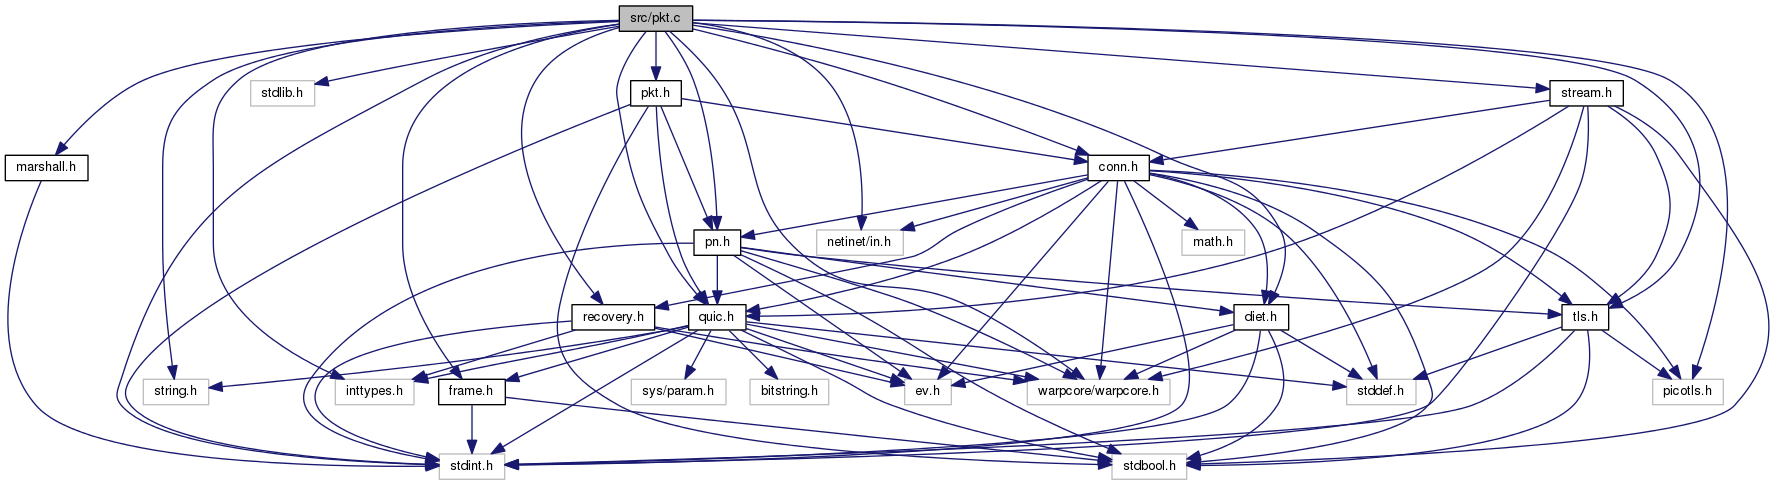 src/pkt.c
stdlib.h
pkt.h
stream.h
marshall.h
conn.h
pn.h
netinet/in.h
math.h
recovery.h
quic.h
diet.h
tls.h
string.h
inttypes.h
frame.h
sys/param.h
bitstring.h
ev.h
warpcore/warpcore.h
stddef.h
picotls.h
stdint.h
stdbool.h